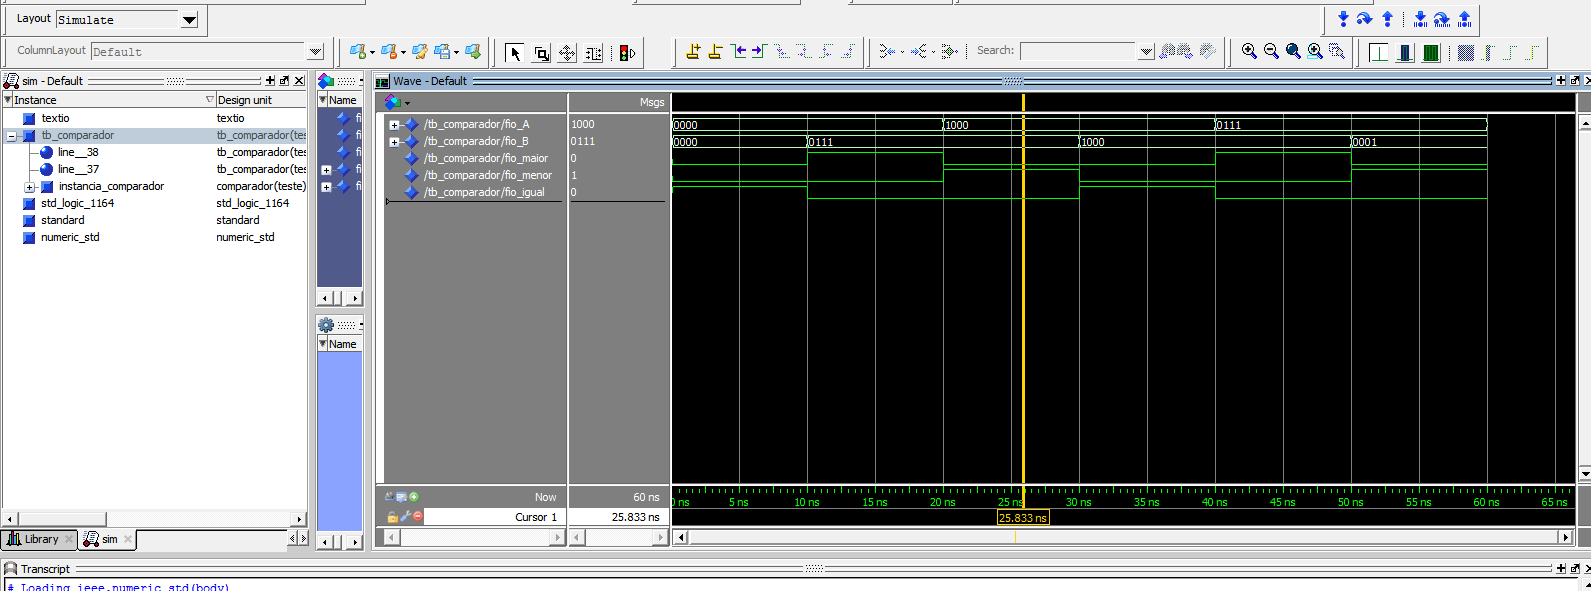 Layout Simulate
ColumnLayout Default
Search:
sim - Default
Instance Design unit
textio textio
tb_comparador tb_comparador(tes
line__38 tb_comparador(tes
line__37 tb_comparador(tes
instancia_comparador comparador(teste)
std_logic_1164 std_logic_1164
standard standard
numeric_std numeric_std
Library sim
Name
fi
fi
fi
fi
fi
Name
Wave - Default
Msgs
/tb_comparador/fio_A 1000 0000 1000 0111
/tb_comparador/fio_B 0111 0000 0111 1000 0001
/tb_comparador/fio_maior 0
/tb_comparador/fio_menor 1
/tb_comparador/fio_igual 0
Now 60 ns 0 ns 5 ns 10 ns 15 ns 20 ns 25 ns 30 ns 35 ns 40 ns 45 ns 50 ns 55 ns 60 ns 65 ns
Cursor 1 25.833 ns 25.833 ns
Transcript
# Loading ieee.numeric_std(body)